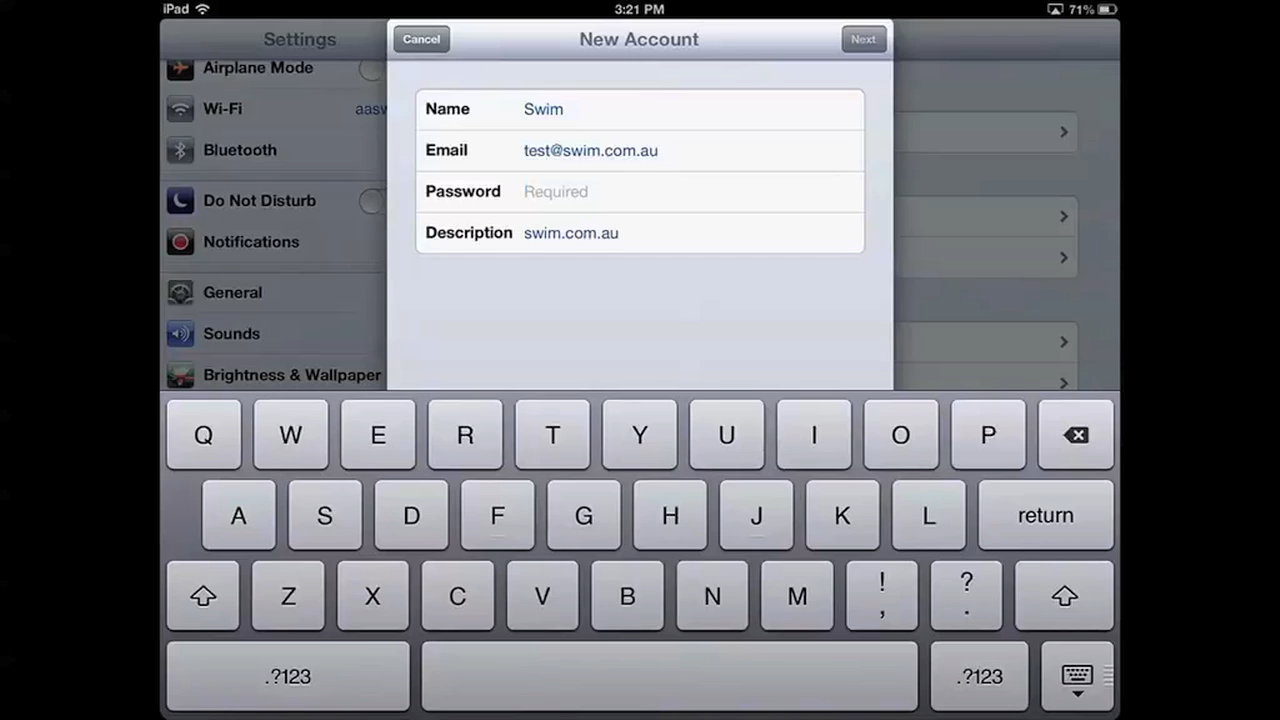 iPad 3:21 PM 71%
Settings
Cancel New Account Next
Airplane Mode
Wi-Fi aasw
Bluetooth
Do Not Disturb
Notifications
General
Sounds
Brightness & Wallpaper
Name Swim
Email test@swim.com.au
Password Required
Description swim.com.au
Q W E R T Y U I O P
A S D F G H J K L return
Z X C V B N M ! , ? .
.?123 .?123